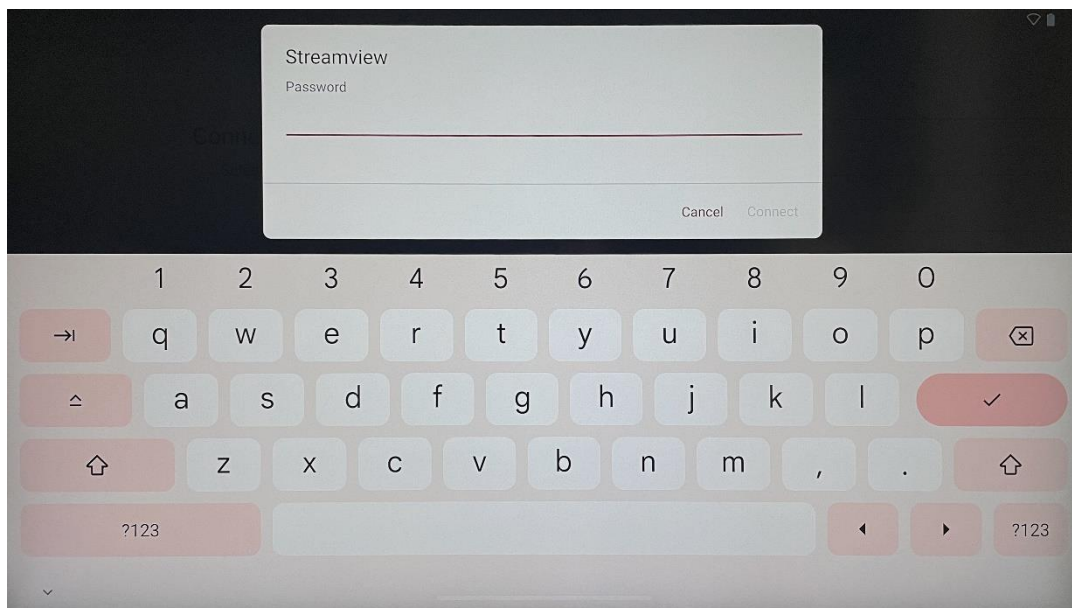 Streamview
Password
Cancel Connect
1 2 3 4 5 6 7 8 9 0
q w e r t y u i o p
a s d f g h j k l
z x c v b n m , .
?123 ?123